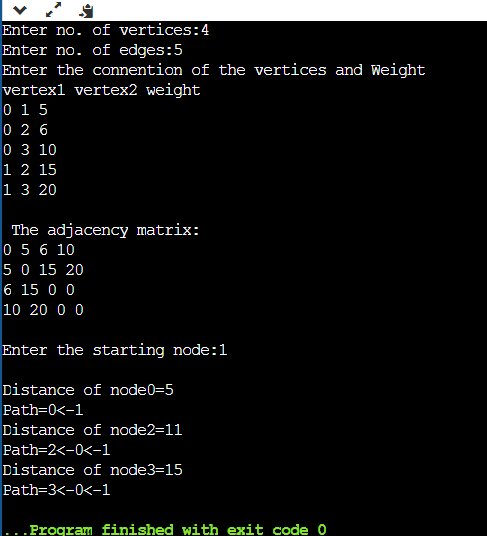 Enter no. of vertices:4
Enter no. of edges:5
Enter the connention of the vertices and Weight
vertex1 vertex2 weight
0 1 5
0 2 6
0 3 10
1 2 15
1 3 20
The adjacency matrix:
0 5 6 10
5 0 15 20
6 15 0 0
10 20 0 0
Enter the starting node:1
Distance of node0=5
Path=0<-1
Distance of node2=11
Path=2<-0<-1
Distance of node3=15
Path=3<-0<-1
...Program finished with exit code 0